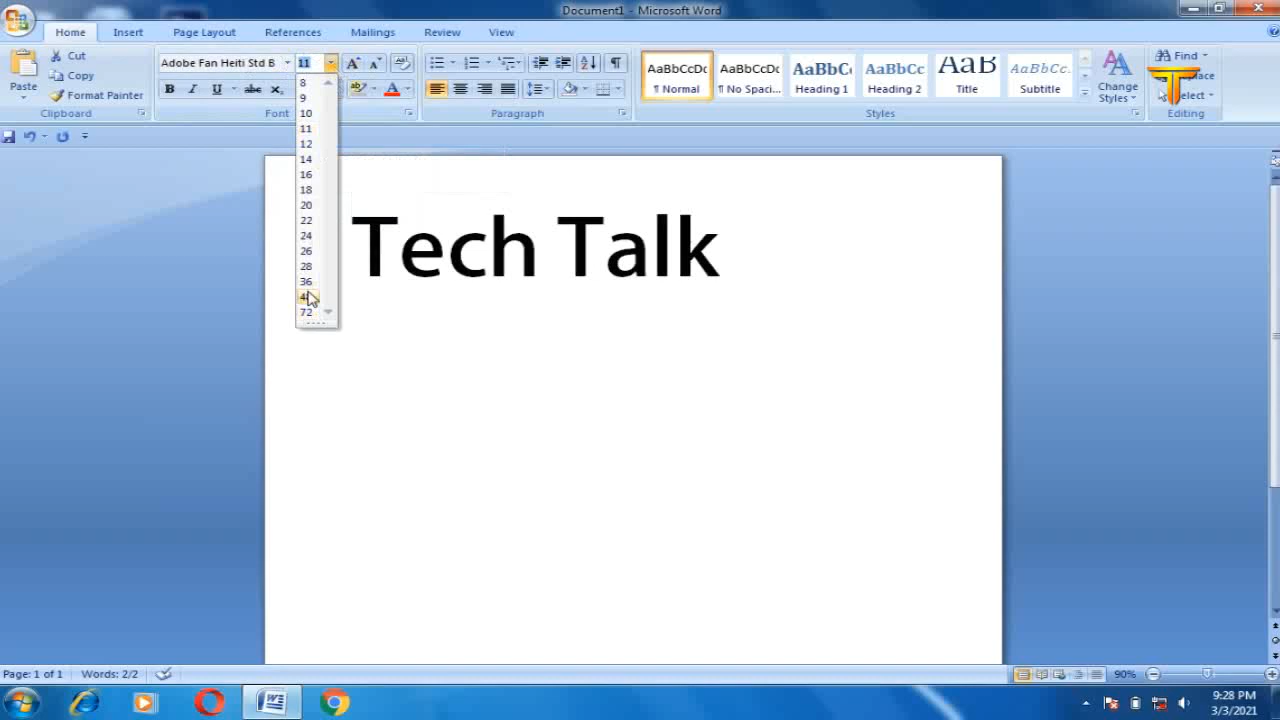 Document1 - Microsoft Word
Home Insert Page Layout References Mailings Review View
Paste
Cut
Copy
Format Painter
Clipboard
Adobe Fan Heiti Std B 11
B I U abc
Font
Paragraph
AaBbCcDc AaBbCcDc AaBbC AaBbCc AaB AaBbCc.
¶ Normal ¶ No Spaci... Heading 1 Heading 2 Title Subtitle
Change
Styles
Styles
Find
Editing
8
9
10
11
12
14
16
18
20
22
24
26
28
36
72
Tech Talk
Page: 1 of 1 Words: 2/2 90%
9:28 PM
3/3/2021